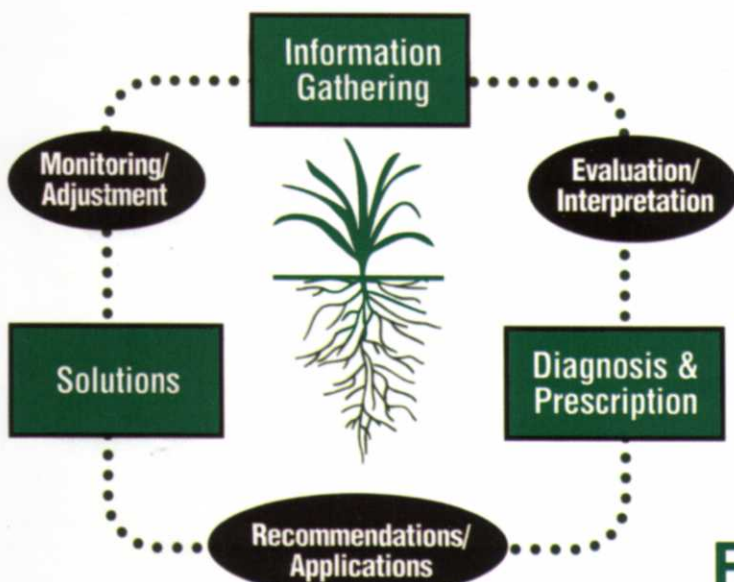 Information
Gathering
Monitoring/
Adjustment
Evaluation/
Interpretation
Solutions
Diagnosis &
Prescription
Recommendations/
Applications